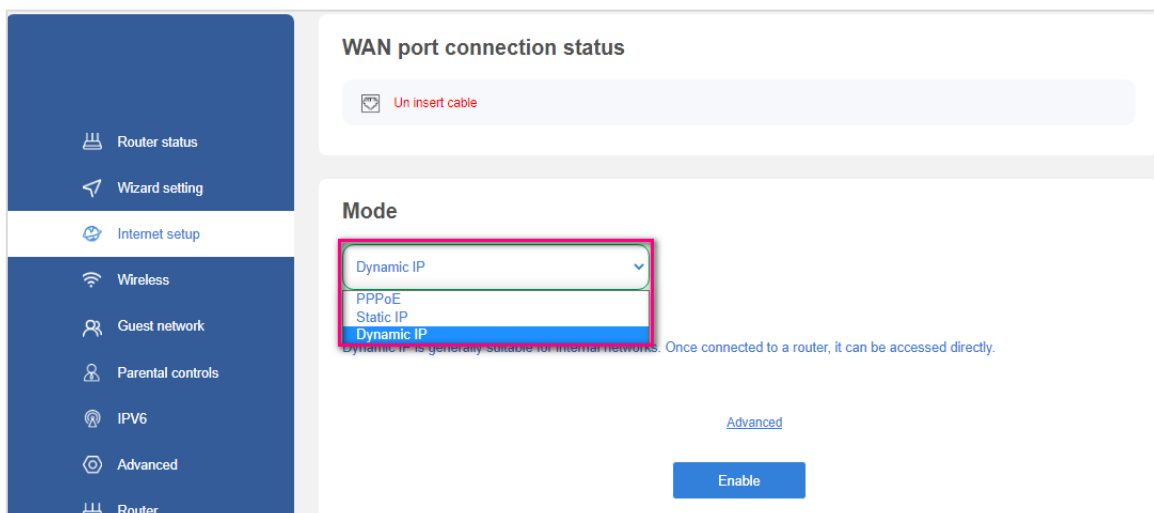 WAN port connection status
Un insert cable
Router status
Wizard setting
Internet setup
Wireless
Guest network
Parental controls
IPV6
Advanced
Router
Mode
Dynamic IP
PPPoE
Static IP
Dynamic IP
Dynamic IP is generally suitable for internal networks. Once connected to a router, it can be accessed directly.
Advanced
Enable